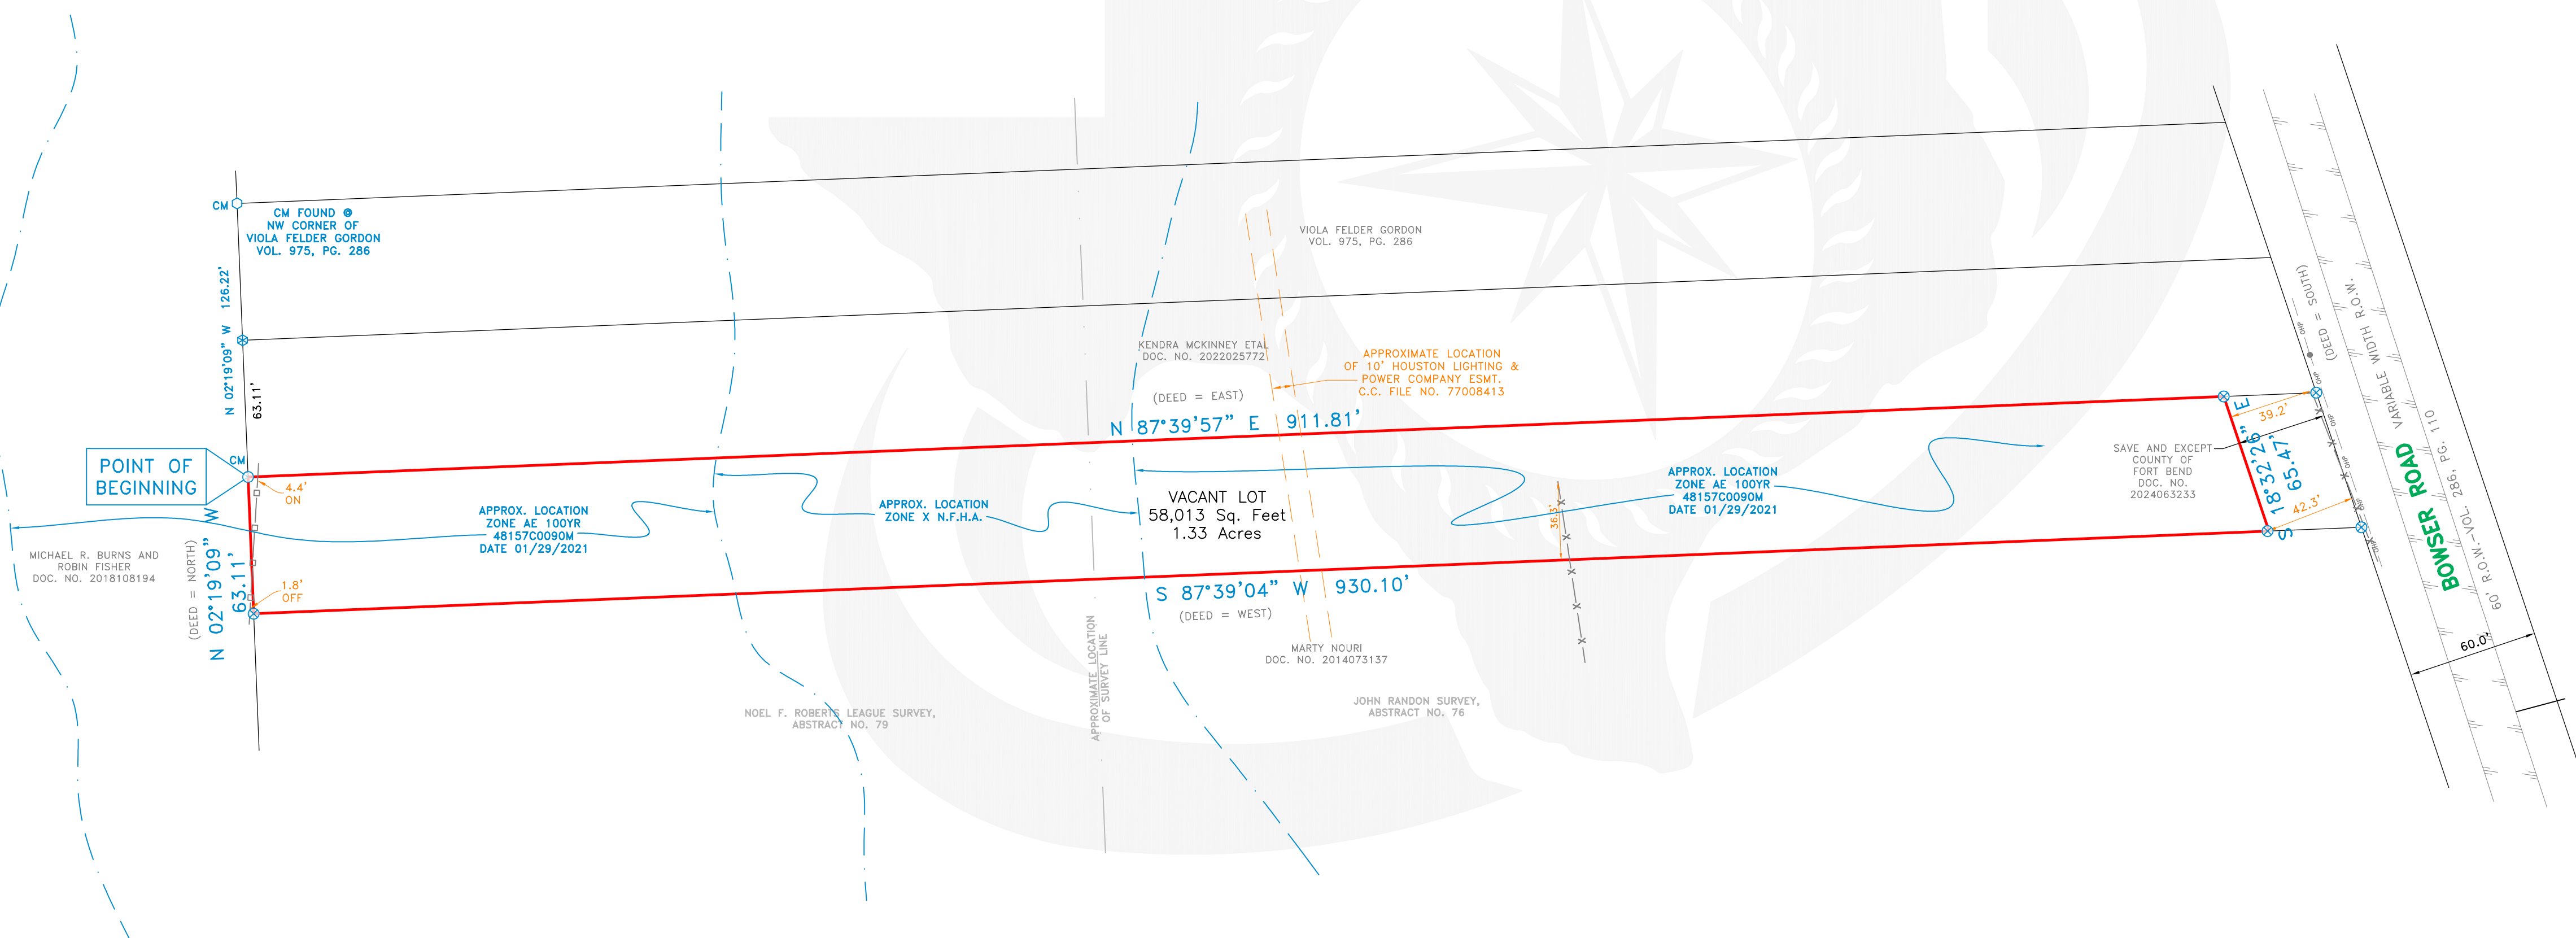 CM
CM FOUND @
NW CORNER OF
VIOLA FELDER GORDON
VOL. 975, PG. 286
N 02°19'09" W 126.22'
63.11'
VIOLA FELDER GORDON
VOL. 975, PG. 286
KENDRA MCKINNEY ETAL
DOC. NO. 2022025772
APPROXIMATE LOCATION
OF 10' HOUSTON LIGHTING &
POWER COMPANY ESMT.
C.C. FILE NO. 77008413
(DEED = EAST)
N 87°39'57" E 911.81'
POINT OF
BEGINNING
CM
4.4'
ON
1.8'
OFF
MICHAEL R. BURNS AND
ROBIN FISHER
DOC. NO. 2018108194
(DEED = NORTH)
N 02°19'09" W
63.11'
APPROX. LOCATION
ZONE AE 100YR
48157C0090M
DATE 01/29/2021
APPROX. LOCATION
ZONE X N.F.H.A.
VACANT LOT
58,013 Sq. Feet
1.33 Acres
36.3'
APPROX. LOCATION
ZONE AE 100YR
48157C0090M
DATE 01/29/2021
SAVE AND EXCEPT
COUNTY OF
FORT BEND
DOC. NO.
2024063233
S 18°32'26" E
65.47'
39.2'
42.3'
(DEED = SOUTH)
OHP
OHP
OHP
OHP
OHP
OHP
OHP
X
X
X
X
X
X
X
X
X
X
VARIABLE WIDTH R.O.W.
BOWSER ROAD
60' R.O.W.-VOL. 286, PG. 110
60.0'
S 87°39'04" W 930.10'
(DEED = WEST)
MARTY NOURI
DOC. NO. 2014073137
APPROXIMATE LOCATION
OF SURVEY LINE
NOEL F. ROBERTS LEAGUE SURVEY,
ABSTRACT NO. 79
JOHN RANDON SURVEY,
ABSTRACT NO. 76